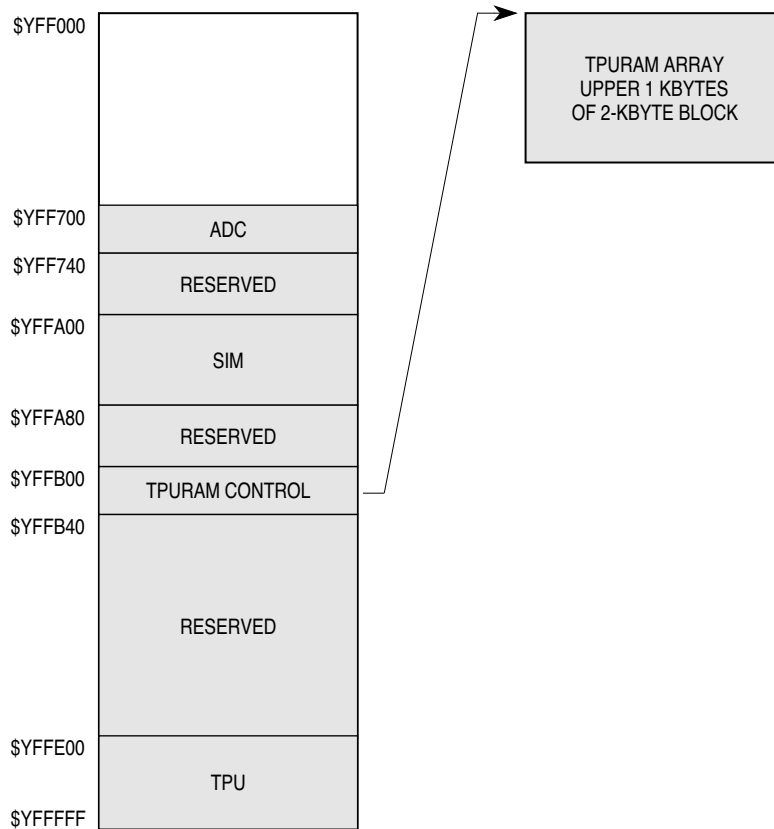 $YFF000
TPURAM ARRAY
UPPER 1 KBYTES
OF 2-KBYTE BLOCK
$YFF700
ADC
$YFF740
RESERVED
$YFFA00
SIM
$YFFA80
RESERVED
$YFFB00
TPURAM CONTROL
$YFFB40
RESERVED
$YFFE00
TPU
$YFFFFF